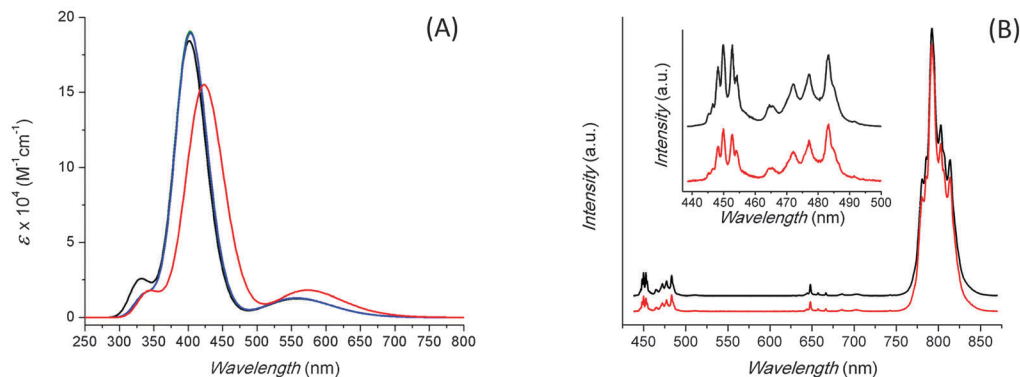 (A)
20
15
10
5
0
ε x 10⁴ (M⁻¹cm⁻¹)
250 300 350 400 450 500 550 600 650 700 750 800
Wavelength (nm)
(B)
Intensity (a.u.)
Intensity (a.u.)
440 450 460 470 480 490 500
Wavelength (nm)
450 500 550 600 650 700 750 800 850
Wavelength (nm)